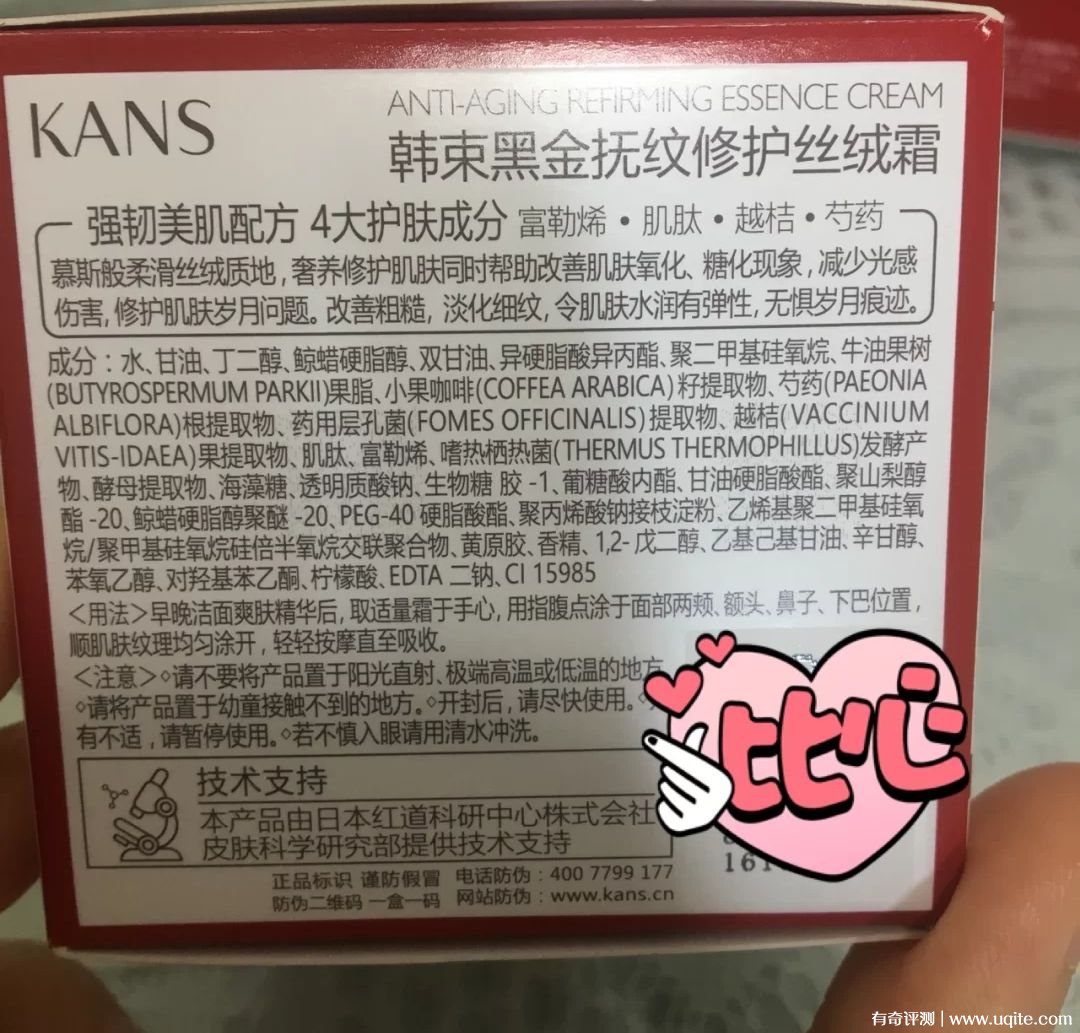 KANS
ANTI-AGING REFIRMING ESSENCE CREAM
韩束黑金抚纹修护丝绒霜
强韧美肌配方 4大护肤成分 富勒烯·肌肽·越桔·芍药
慕斯般柔滑丝绒质地,奢养修护肌肤同时帮助改善肌肤氧化、糖化现象,减少光感
伤害,修护肌肤岁月问题。改善粗糙,淡化细纹,令肌肤水润有弹性,无惧岁月痕迹。
成分:水、甘油、丁二醇、鲸蜡硬脂醇、双甘油、异硬脂酸异丙酯、聚二甲基硅氧烷、牛油果树
(BUTYROSPERMUM PARKII)果脂、小果咖啡(COFFEA ARABICA)籽提取物、芍药(PAEONIA
ALBIFLORA)根提取物、药用层孔菌(FOMES OFFICINALIS)提取物、越桔(VACCINIUM
VITIS-IDAEA)果提取物、肌肽、富勒烯、嗜热栖热菌(THERMUS THERMOPHILLUS)发酵产
物、酵母提取物、海藻糖、透明质酸钠、生物糖 胶 -1、葡糖酸内酯、甘油硬脂酸酯、聚山梨醇
酯 -20、鲸蜡硬脂醇聚醚 -20、PEG-40 硬脂酸酯、聚丙烯酸钠接枝淀粉、乙烯基聚二甲基硅氧
烷/聚甲基硅氧烷硅倍半氧烷交联聚合物、黄原胶、香精、1,2-戊二醇、乙基己基甘油、辛甘醇、
苯氧乙醇、对羟基苯乙酮、柠檬酸、EDTA 二钠、CI 15985
<用法>早晚洁面爽肤精华后,取适量霜于手心,用指腹点涂于面部两颊、额头、鼻子、下巴位置,
顺肌肤纹理均匀涂开,轻轻按摩直至吸收。
<注意>◇请不要将产品置于阳光直射、极端高温或低温的地方
◇请将产品置于幼童接触不到的地方。◇开封后,请尽快使用。◇
有不适,请暂停使用。◇若不慎入眼请用清水冲洗。
比心
技术支持
本产品由日本红道科研中心株式会社
皮肤科学研究部提供技术支持
161
正品标识 谨防假冒 电话防伪:400 7799 177
防伪二维码 一盒一码 网站防伪:www.kans.cn
有奇评测 | www.uqite.com